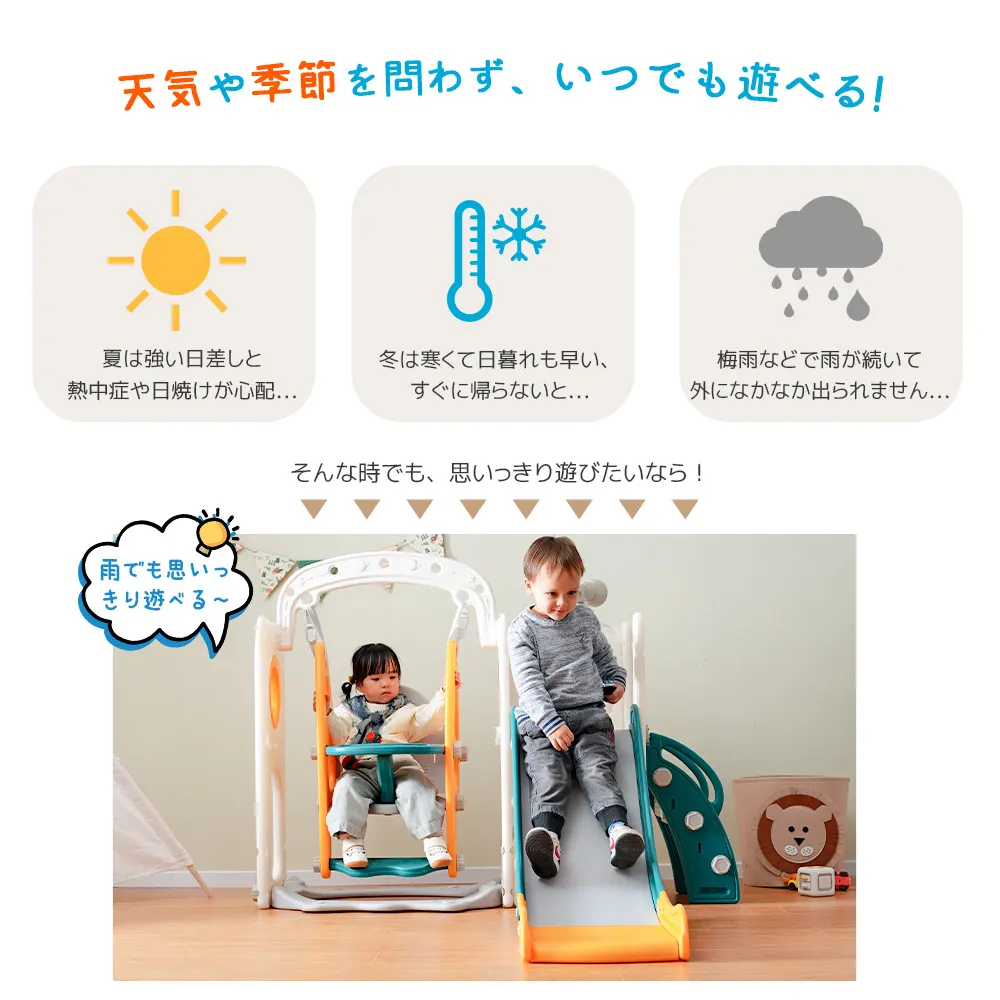 天気や季節を問わず、いつでも遊べる!
夏は強い日差しと
熱中症や日焼けが心配...
冬は寒くて日暮れも早い、
すぐに帰らないと...
梅雨などで雨が続いて
外になかなか出られません...
そんな時でも、思いっきり遊びたいなら！
雨でも思いっ
きり遊べる～